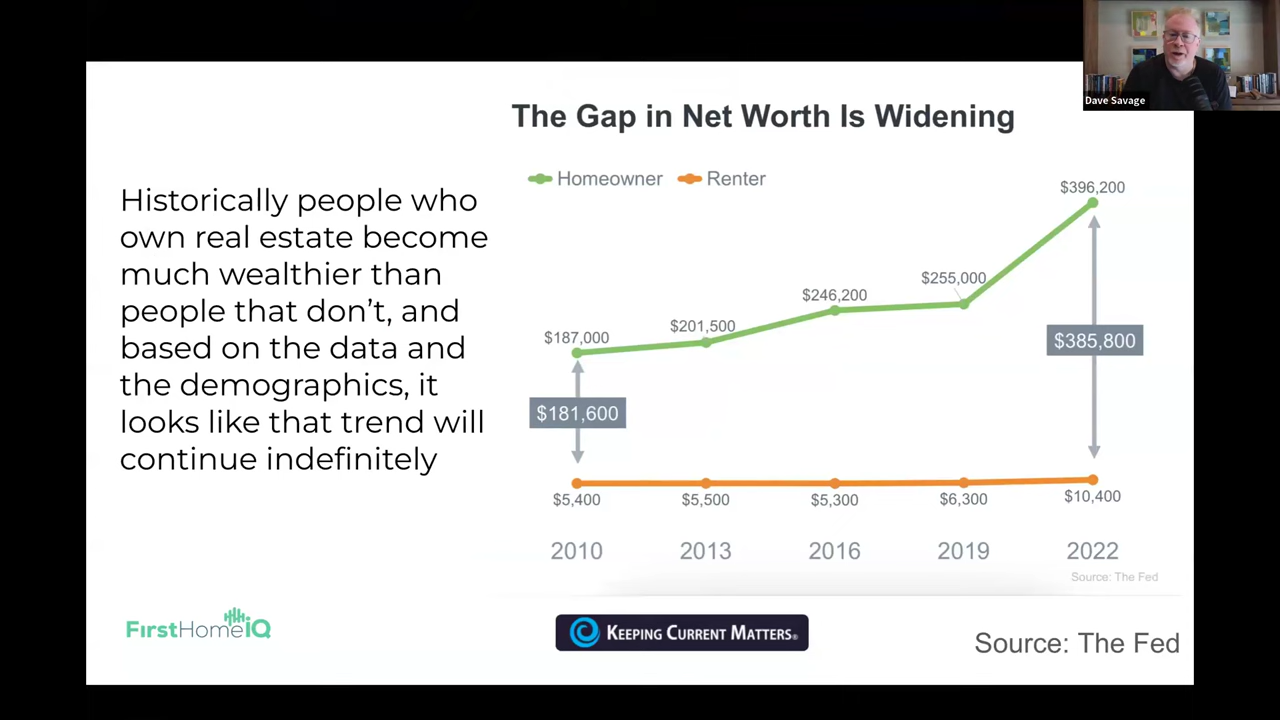 Dave Savage
The Gap in Net Worth Is Widening
Homeowner Renter
Historically people who
own real estate become
much wealthier than
people that don’t, and
based on the data and
the demographics, it
looks like that trend will
continue indefinitely
$187,000
$201,500
$246,200
$255,000
$396,200
$181,600
$385,800
$5,400
$5,500
$5,300
$6,300
$10,400
2010 2013 2016 2019 2022
Source: The Fed
FirstHomeIQ
KEEPING CURRENT MATTERS®
Source: The Fed